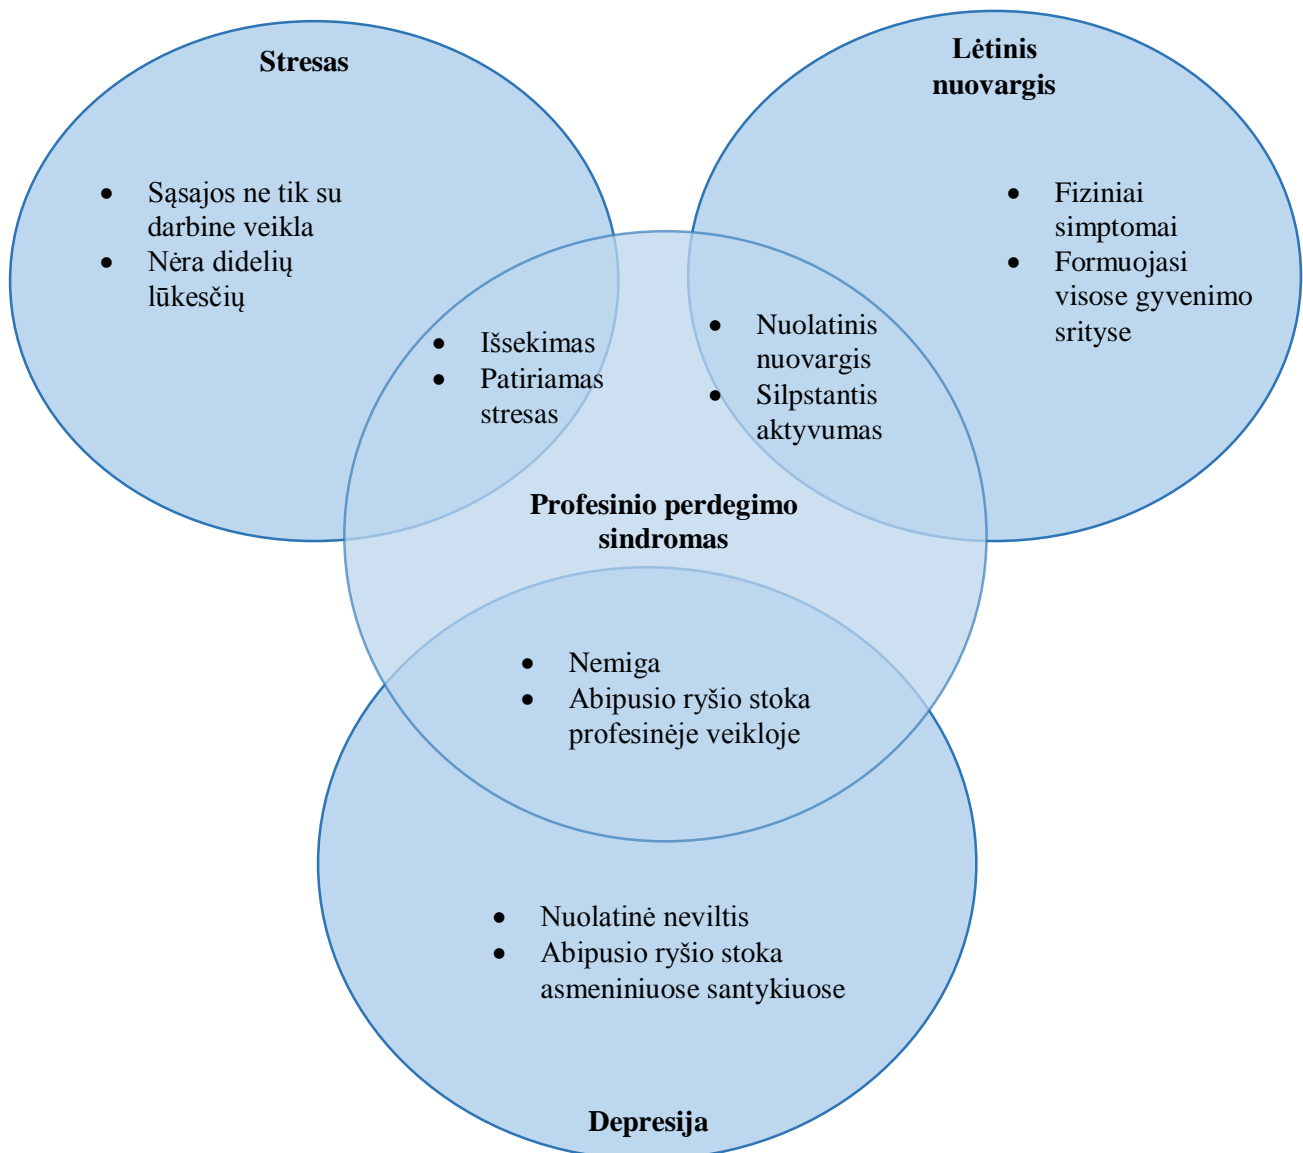 Stresas
• Sąsajos ne tik su
darbine veikla
• Nėra didelių
lūkesčių
Lėtinis
nuovargis
• Fiziniai
simptomai
• Formuojasi
visose gyvenimo
srityse
• Išsekimas
• Patiriamas
stresas
• Nuolatinis
nuovargis
• Silpstantis
aktyvumas
Profesinio perdegimo
sindromas
• Nemiga
• Abipusio ryšio stoka
profesinėje veikloje
• Nuolatinė neviltis
• Abipusio ryšio stoka
asmeniniuose santykiuose
Depresija